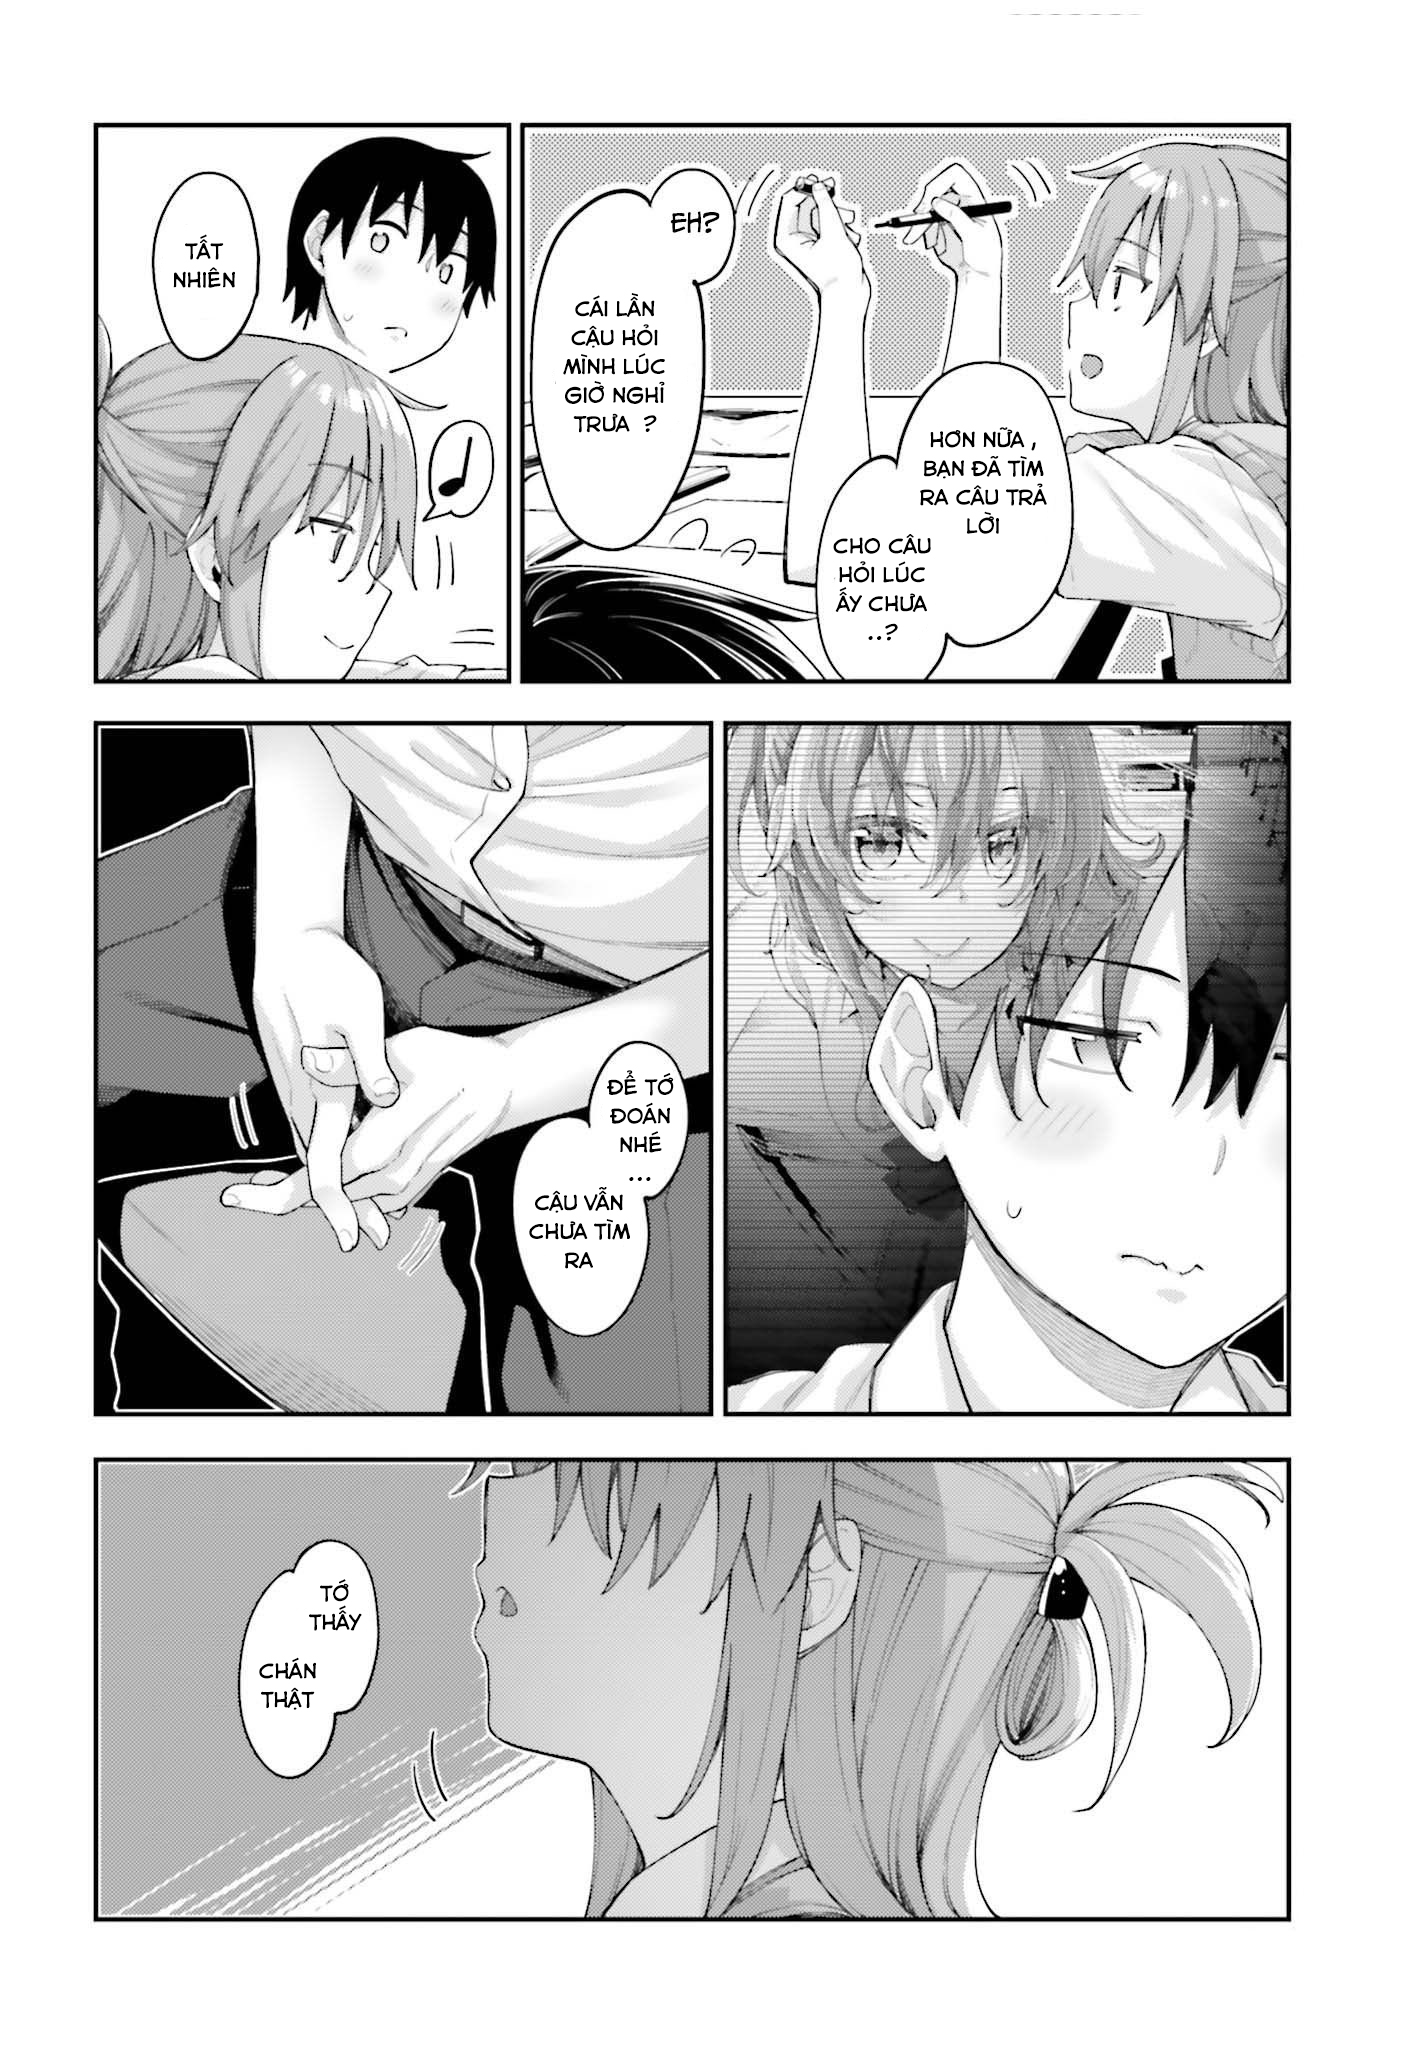 HƠN NỮA ,
BẠN ĐÃ TÌM
RA CÂU TRẢ
LỜI
CHO CÂU
HỎI LÚC
ẤY CHƯA
..?
EH?
CÁI LẦN
CẬU HỎI
MÌNH LÚC
GIỜ NGHỈ
TRƯA ?
TẤT
NHIÊN
ĐỂ TỚ
ĐOÁN
NHÉ
...
CẬU VẪN
CHƯA TÌM
RA
TỚ
THẤY
CHÁN
THẬT